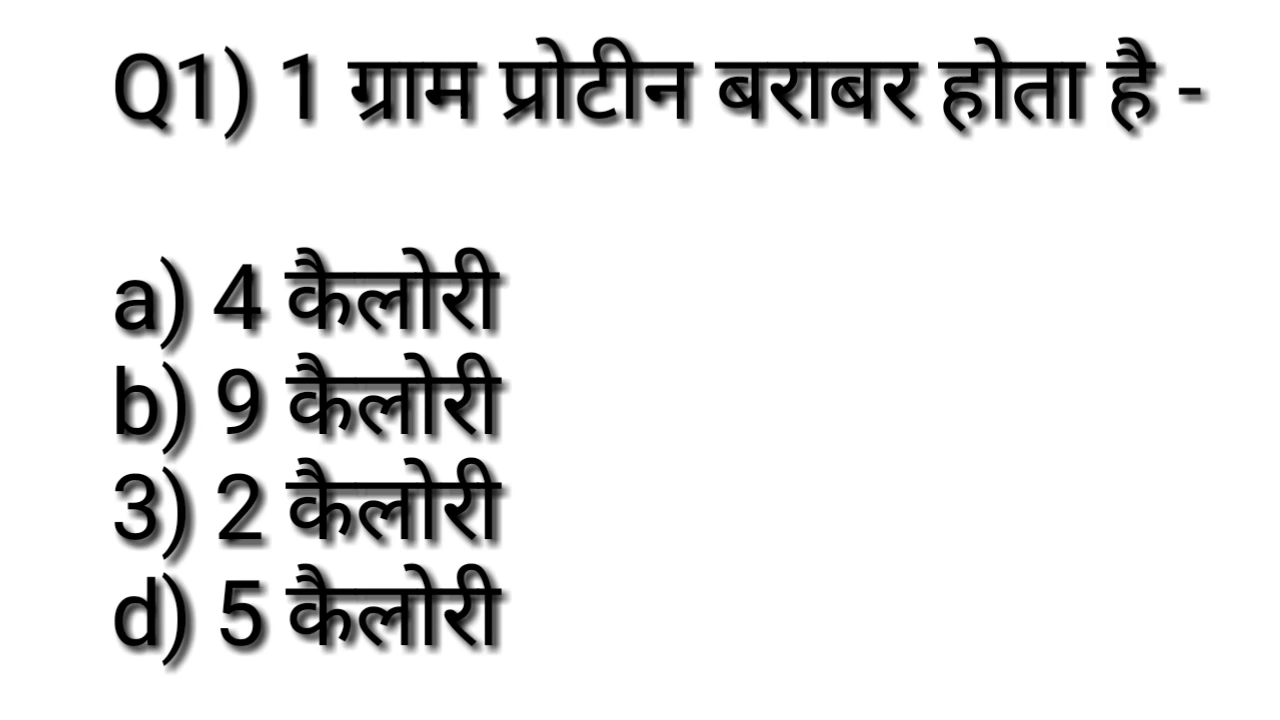 Q1) 1 ग्राम प्रोटीन बराबर होता है -
a) 4 कैलोरी
b) 9 कैलोरी
3) 2 कैलोरी
d) 5 कैलोरी